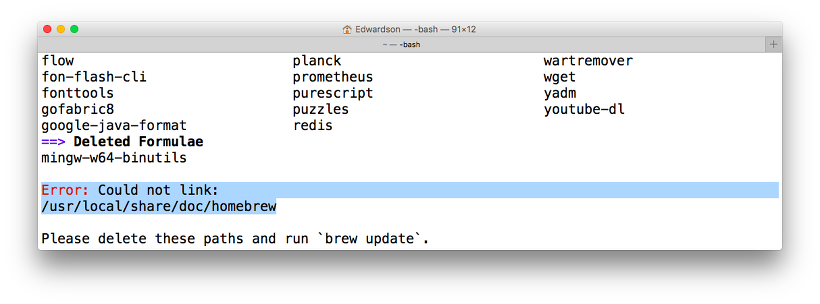 Edwardson — -bash — 91×12
~ — -bash
flow planck wartremover
fon-flash-cli prometheus wget
fonttools purescript yadm
gofabric8 puzzles youtube-dl
google-java-format redis
==> Deleted Formulae
mingw-w64-binutils
Error: Could not link:
/usr/local/share/doc/homebrew
Please delete these paths and run `brew update`.